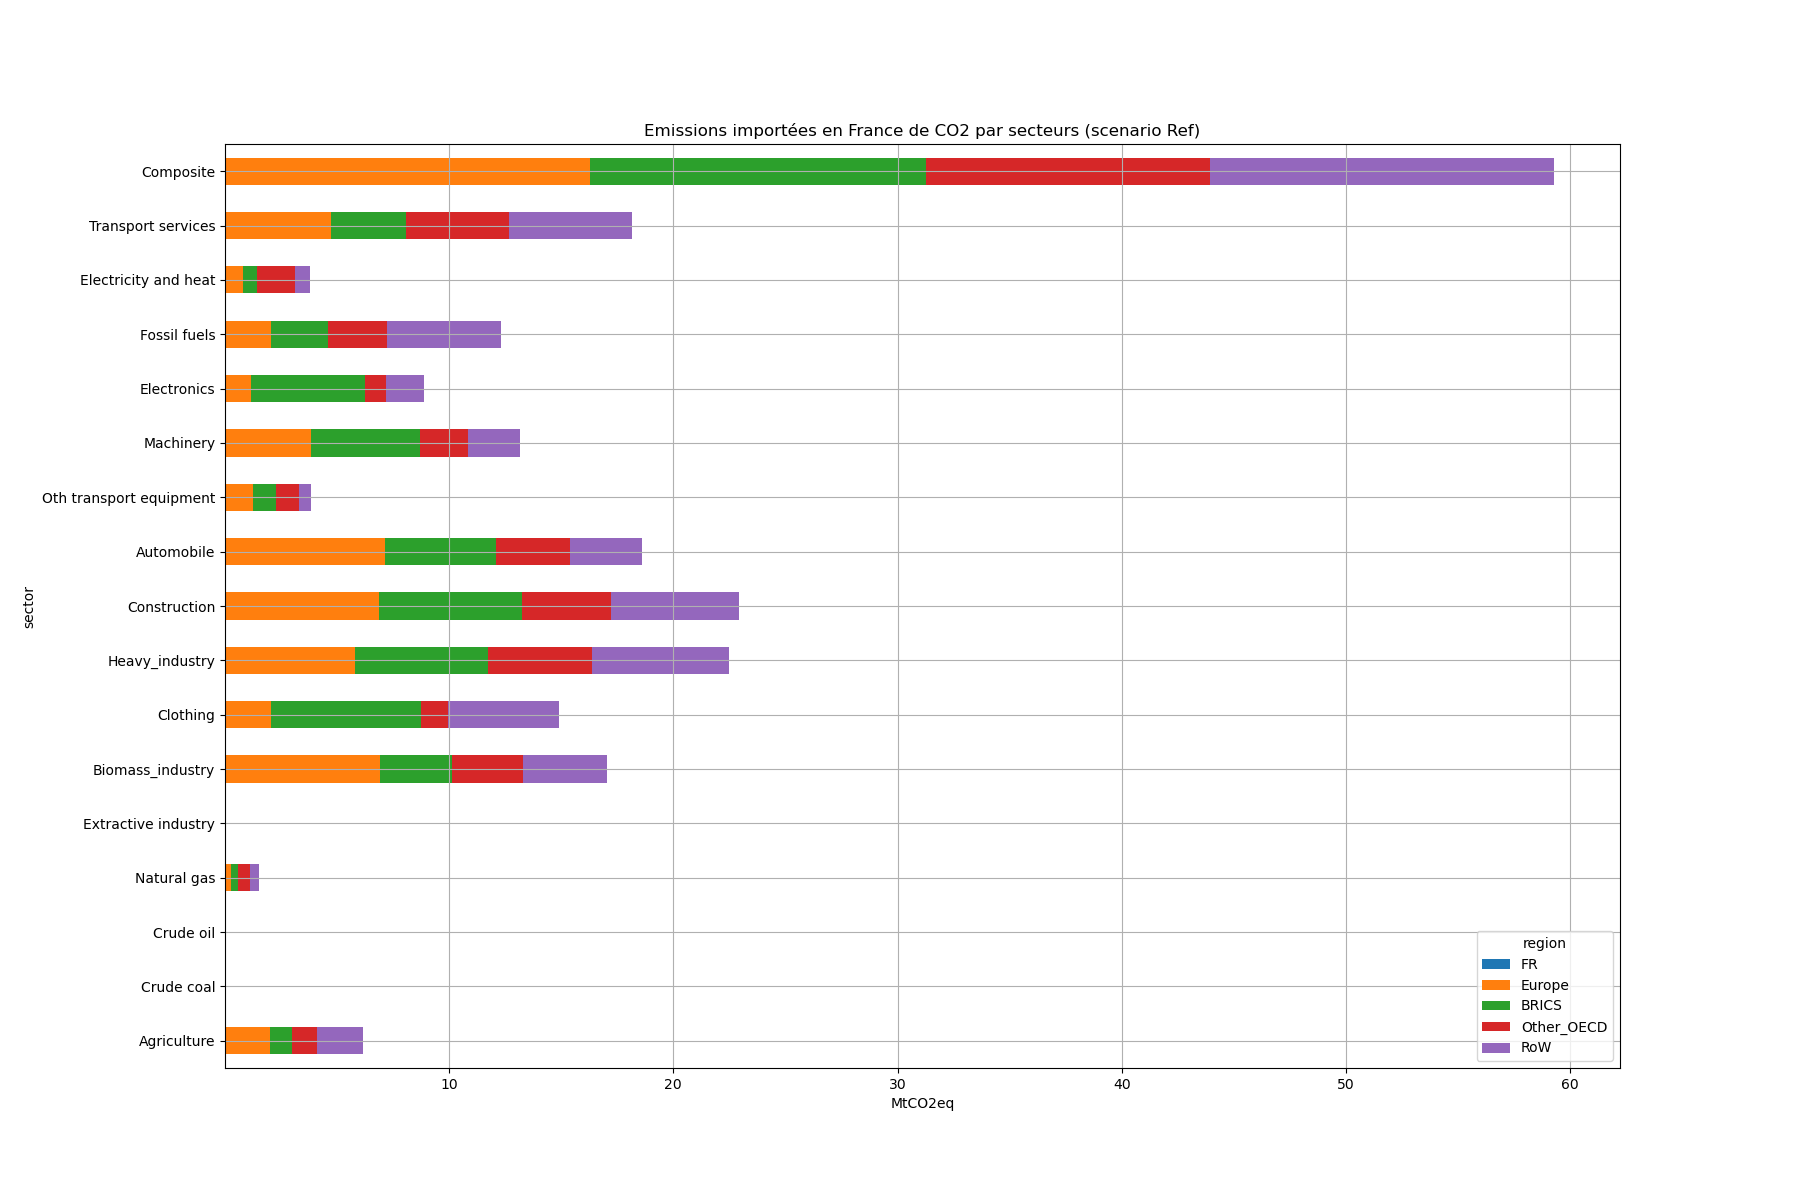 Emissions importées en France de CO2 par secteurs (scenario Ref)
Composite
Transport services
Electricity and heat
Fossil fuels
Electronics
Machinery
Oth transport equipment
Automobile
Construction
Heavy_industry
Clothing
Biomass_industry
Extractive industry
Natural gas
Crude oil
Crude coal
Agriculture
sector
region
FR
Europe
BRICS
Other_OECD
RoW
10 20 30 40 50 60
MtCO2eq